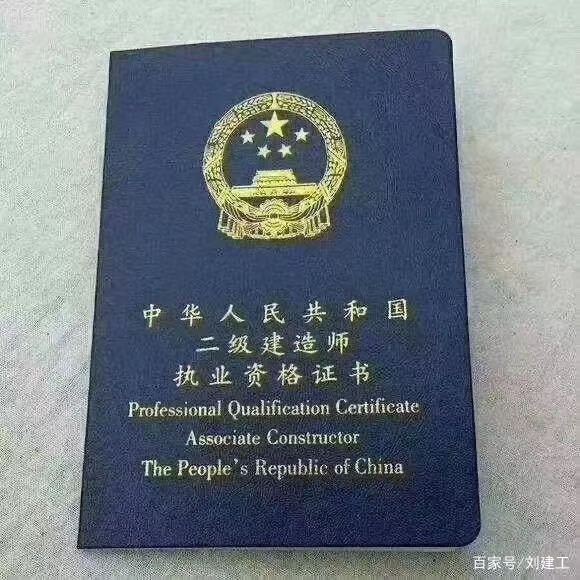 中华人民共和国
二级建造师
执业资格证书
Professional Qualification Certificate
Associate Constructor
The People's Republic of China
百家号/刘建工